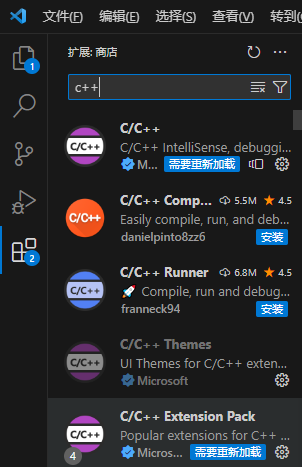 文件(F)
编辑(E)
选择(S)
查看(V)
转到(
扩展: 商店
c++
1
2
C/C++
C/C++
C/C++ IntelliSense, debuggi...
M...
需要重新加载
C/C++
C/C++ Comp...
5.5M
4.5
Easily compile, run, and deb...
danielpinto8zz6
安装
C/C++
C/C++ Runner
6.8M
4.5
🚀 Compile, run and debug...
franneck94
安装
C/C++
C/C++ Themes
UI Themes for C/C++ exten...
Microsoft
C/C++
4
C/C++ Extension Pack
Popular extensions for C++ ...
Micros...
需要重新加载